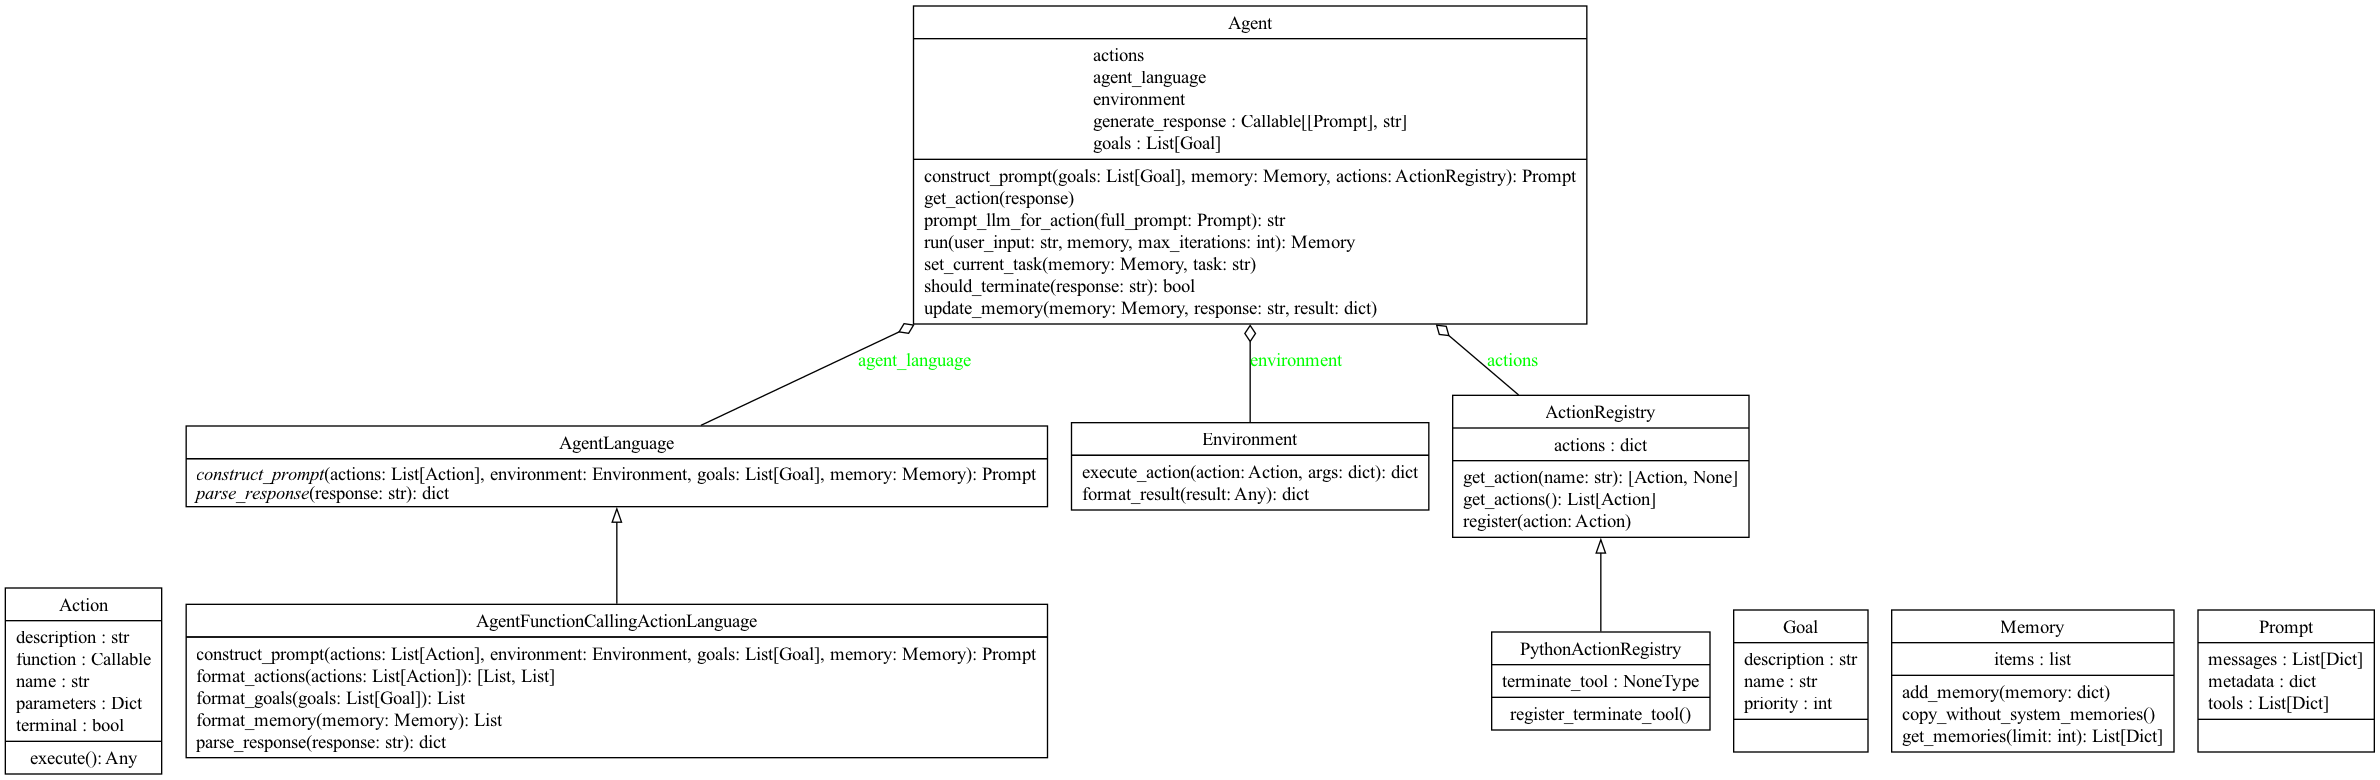 Agent
actions
agent_language
environment
generate_response : Callable[[Prompt], str]
goals : List[Goal]
construct_prompt(goals: List[Goal], memory: Memory, actions: ActionRegistry): Prompt
get_action(response)
prompt_llm_for_action(full_prompt: Prompt): str
run(user_input: str, memory, max_iterations: int): Memory
set_current_task(memory: Memory, task: str)
should_terminate(response: str): bool
update_memory(memory: Memory, response: str, result: dict)
agent_language
environment
actions
AgentLanguage
construct_prompt(actions: List[Action], environment: Environment, goals: List[Goal], memory: Memory): Prompt
parse_response(response: str): dict
Environment
execute_action(action: Action, args: dict): dict
format_result(result: Any): dict
ActionRegistry
actions : dict
get_action(name: str): [Action, None]
get_actions(): List[Action]
register(action: Action)
Action
description : str
function : Callable
name : str
parameters : Dict
terminal : bool
execute(): Any
AgentFunctionCallingActionLanguage
construct_prompt(actions: List[Action], environment: Environment, goals: List[Goal], memory: Memory): Prompt
format_actions(actions: List[Action]): [List, List]
format_goals(goals: List[Goal]): List
format_memory(memory: Memory): List
parse_response(response: str): dict
PythonActionRegistry
terminate_tool : NoneType
register_terminate_tool()
Goal
description : str
name : str
priority : int
Memory
items : list
add_memory(memory: dict)
copy_without_system_memories()
get_memories(limit: int): List[Dict]
Prompt
messages : List[Dict]
metadata : dict
tools : List[Dict]